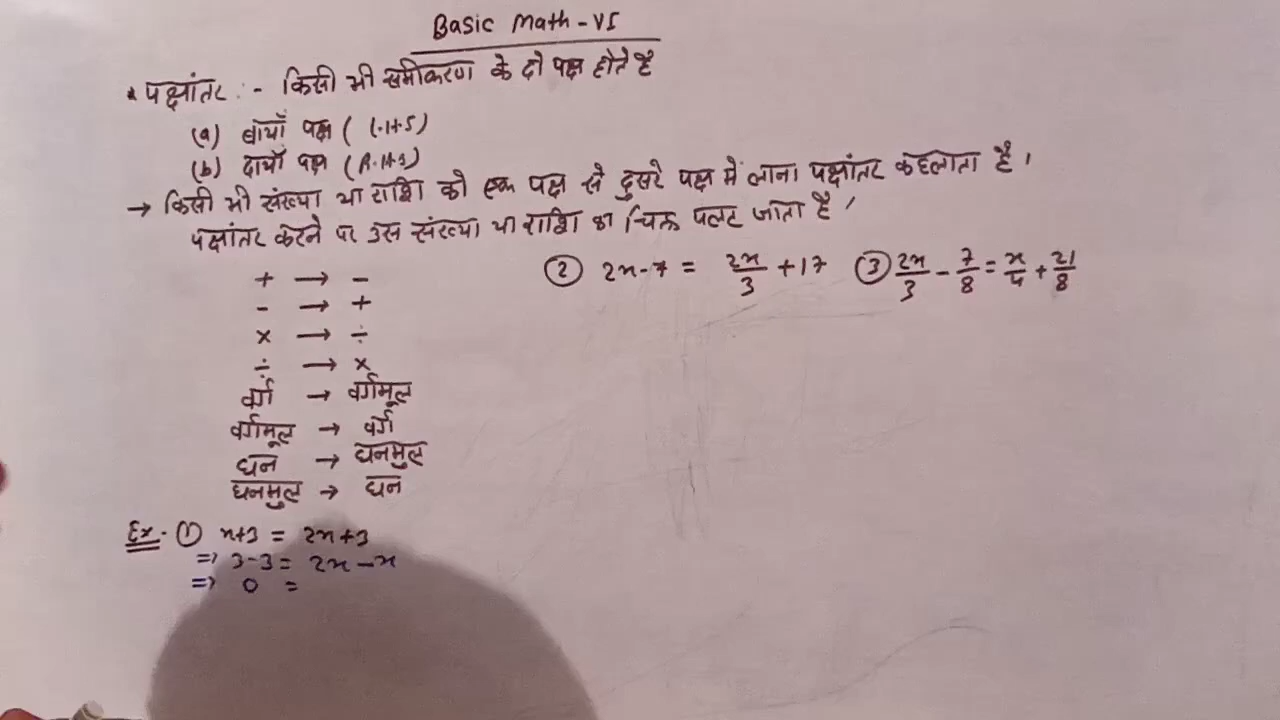 Basic Math - VI
* पक्षांतर :- किसी भी समीकरण के दो पक्ष होते है
(a) बायाँ पक्ष ( L.H.S)
(b) दायाँ पक्ष (R.H.S)
→ किसी भी संख्या या राशि को एक पक्ष से दुसरे पक्ष में लाना पक्षांतर कहलाता है।
पक्षांतर करने पर उस संख्या या राशि का चिह्न पलट जाता है।
+ → -
- → +
× → ÷
÷ → ×
वर्ग → वर्गमूल
वर्गमूल → वर्ग
घन → घनमुल
घनमुल → घन
Ex. ① x+3 = 2x+3
=> 3-3 = 2x-x
=> 0 =
② 2x-7 = 2x/3 +17
③ 2x/3 - 7/8 = x/4 + 21/8